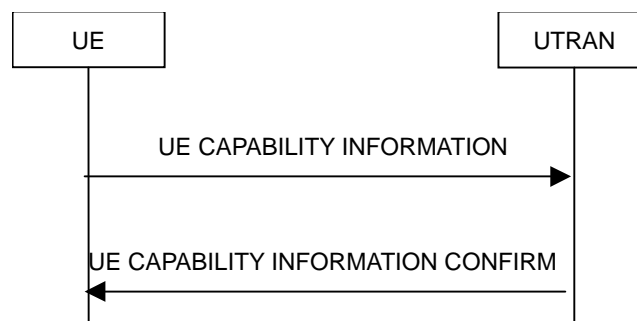 UE
UTRAN
UE CAPABILITY INFORMATION
UE CAPABILITY INFORMATION CONFIRM